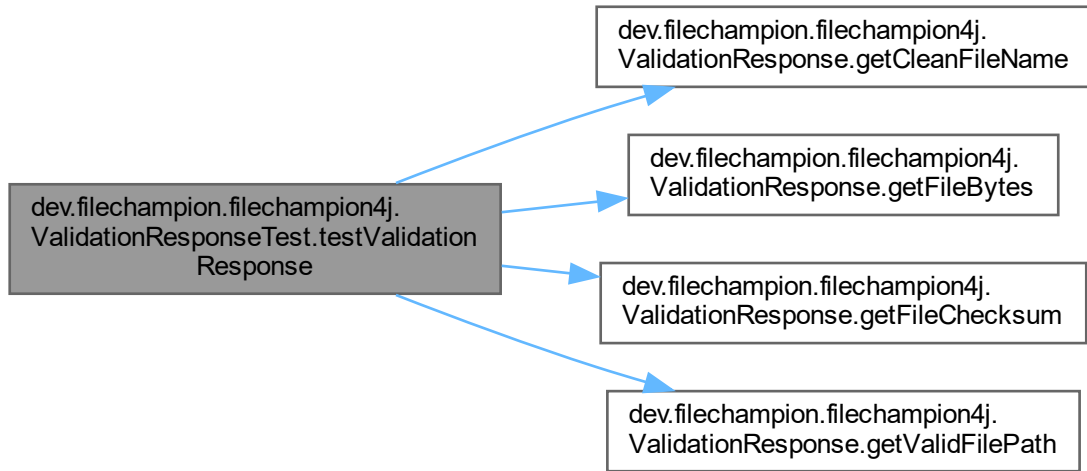 dev.filechampion.filechampion4j.
ValidationResponseTest.testValidation
Response
dev.filechampion.filechampion4j.
ValidationResponse.getCleanFileName
dev.filechampion.filechampion4j.
ValidationResponse.getFileBytes
dev.filechampion.filechampion4j.
ValidationResponse.getFileChecksum
dev.filechampion.filechampion4j.
ValidationResponse.getValidFilePath